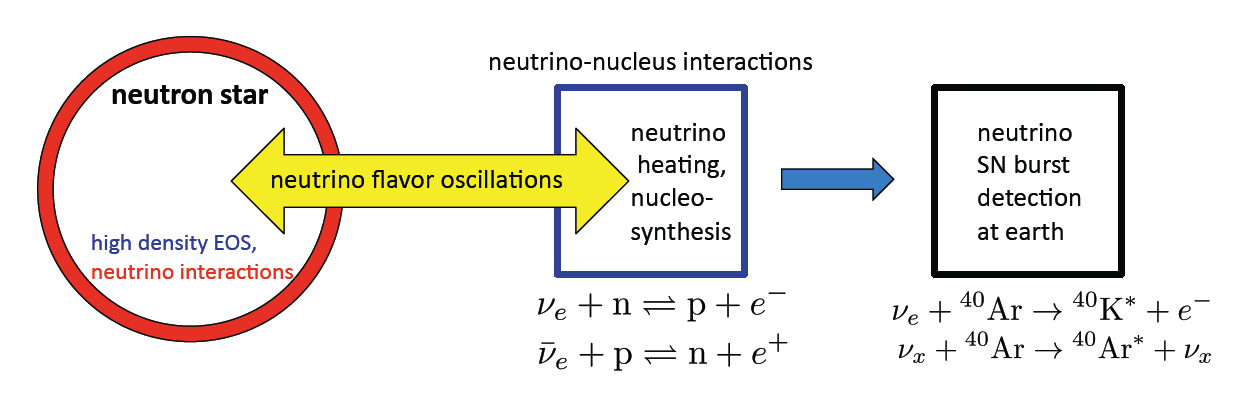 neutron star
high density EOS,
neutrino interactions
neutrino flavor oscillations
neutrino-nucleus interactions
neutrino
heating,
nucleo-
synthesis
νₑ + n ⇌ p + e⁻
ν̄ₑ + p ⇌ n + e⁺
neutrino
SN burst
detection
at earth
νₑ + ⁴⁰Ar → ⁴⁰K* + e⁻
νₓ + ⁴⁰Ar → ⁴⁰Ar* + νₓ